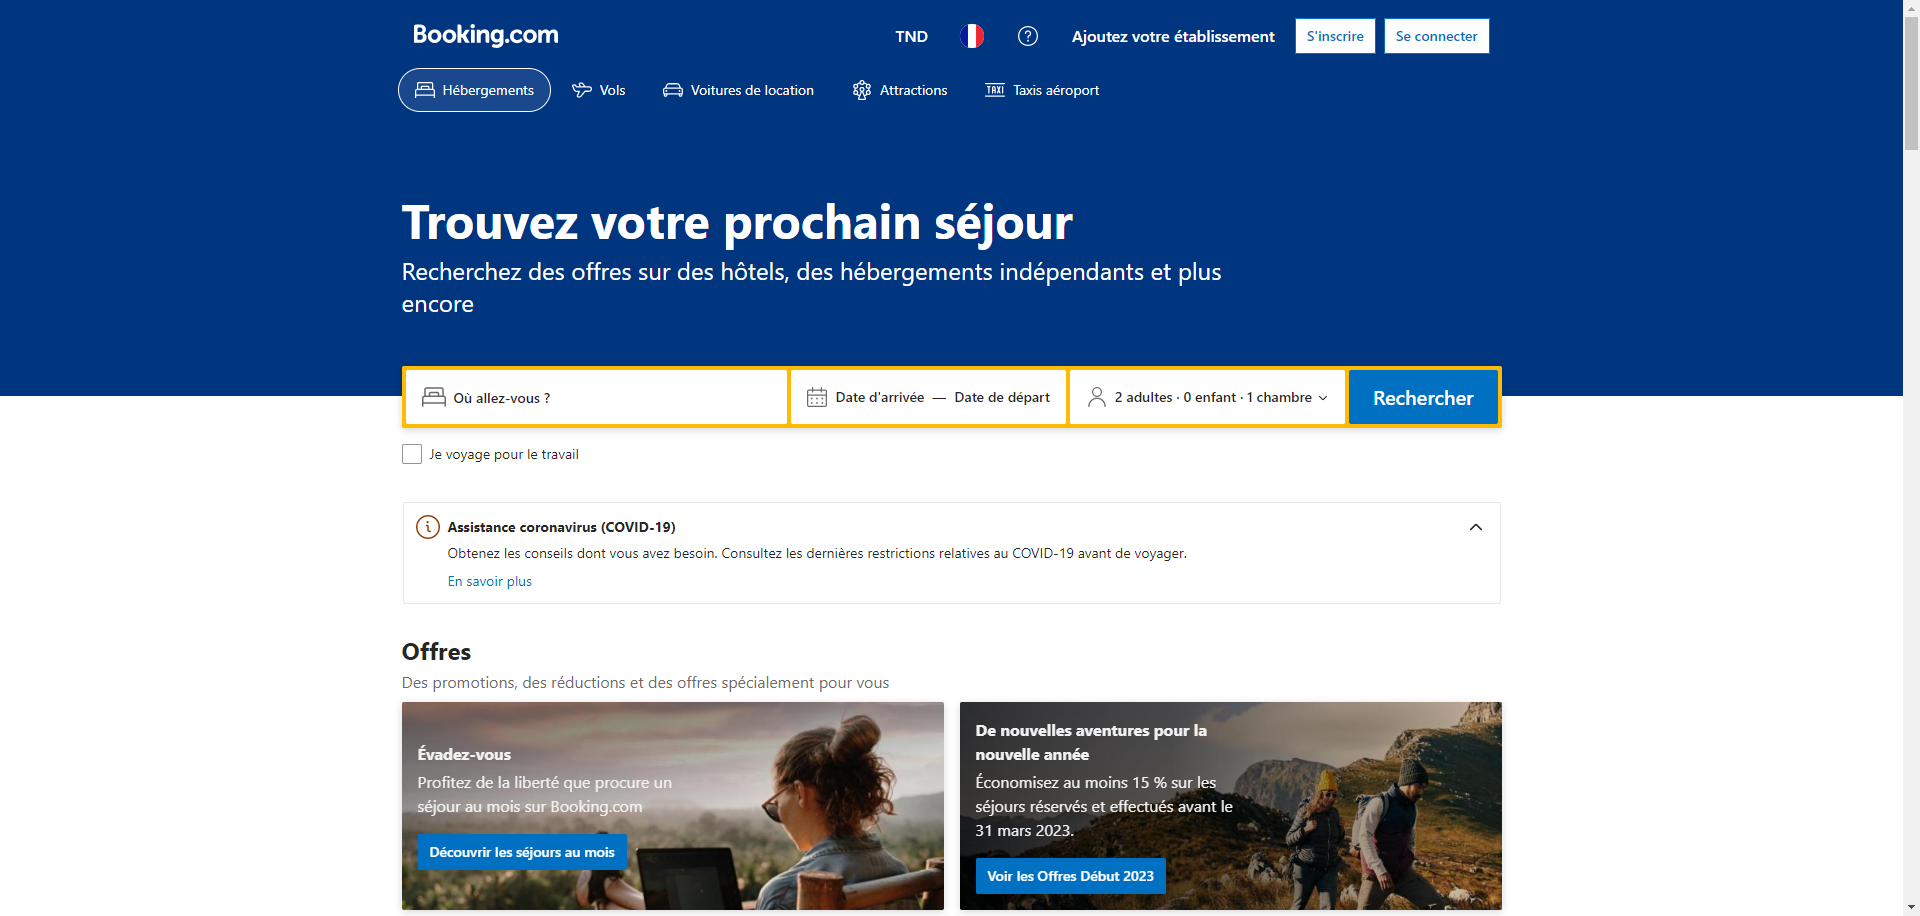 Booking.com
TND
Ajoutez votre établissement
S'inscrire
Se connecter
Hébergements
Vols
Voitures de location
Attractions
TAXI
Taxis aéroport
Trouvez votre prochain séjour
Recherchez des offres sur des hôtels, des hébergements indépendants et plus
encore
Où allez-vous ?
Date d'arrivée — Date de départ
2 adultes · 0 enfant · 1 chambre
Rechercher
Je voyage pour le travail
Assistance coronavirus (COVID-19)
Obtenez les conseils dont vous avez besoin. Consultez les dernières restrictions relatives au COVID-19 avant de voyager.
En savoir plus
Offres
Des promotions, des réductions et des offres spécialement pour vous
Évadez-vous
Profitez de la liberté que procure un
séjour au mois sur Booking.com
Découvrir les séjours au mois
De nouvelles aventures pour la
nouvelle année
Économisez au moins 15 % sur les
séjours réservés et effectués avant le
31 mars 2023.
Voir les Offres Début 2023